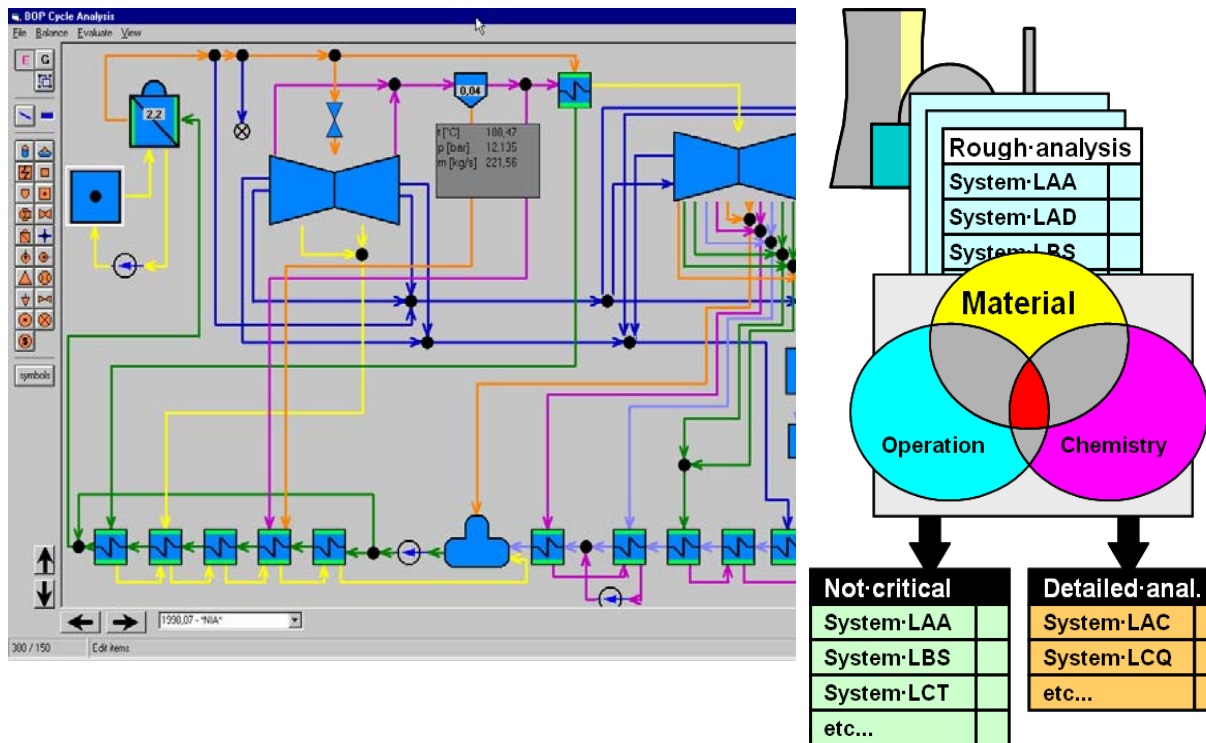 BOP Cycle Analysis
File Balance Evaluate View
E G
2,2
0,04
t [°C] 188,47
p [bar] 12,135
m [kg/s] 221,56
$
symbols
1990,07 - "NIA"
300 / 150 Edit items
Rough·analysis
System·LAA
System·LAD
System·LBS
Material
Operation
Chemistry
Not·critical
System·LAA
System·LBS
System·LCT
etc...
Detailed·anal.
System·LAC
System·LCQ
etc...